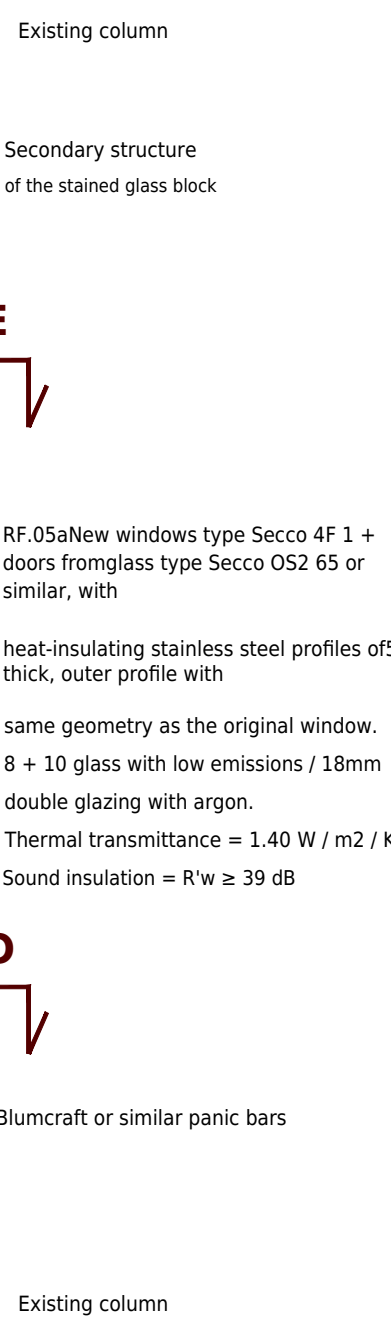 Existing column
Secondary structure
of the stained glass block
E
RF.05aNew windows type Secco 4F 1 +
doors fromglass type Secco OS2 65 or
similar, with
heat-insulating stainless steel profiles of5
thick, outer profile with
same geometry as the original window.
8 + 10 glass with low emissions / 18mm
double glazing with argon.
Thermal transmittance = 1.40 W / m2 / K
Sound insulation = R'w ≥ 39 dB
D
Blumcraft or similar panic bars
Existing column